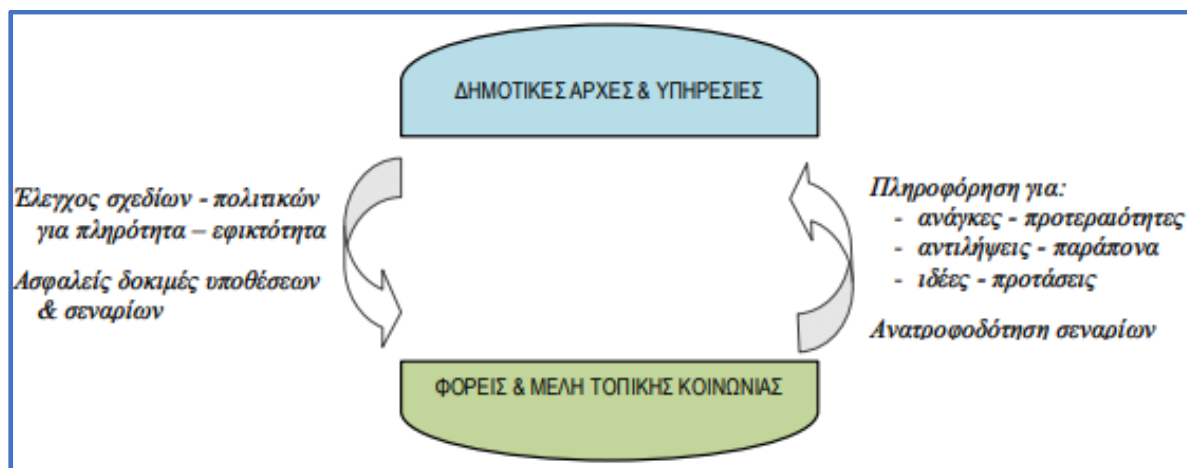 ΔΗΜΟΤΙΚΕΣ ΑΡΧΕΣ & ΥΠΗΡΕΣΙΕΣ
Έλεγχος σχεδίων - πολιτικών
για πληρότητα – εφικτότητα
Ασφαλείς δοκιμές υποθέσεων
& σεναρίων
Πληροφόρηση για:
- ανάγκες - προτεραιότητες
- αντιλήψεις - παράπονα
- ιδέες - προτάσεις
Ανατροφοδότηση σεναρίων
ΦΟΡΕΙΣ & ΜΕΛΗ ΤΟΠΙΚΗΣ ΚΟΙΝΩΝΙΑΣ